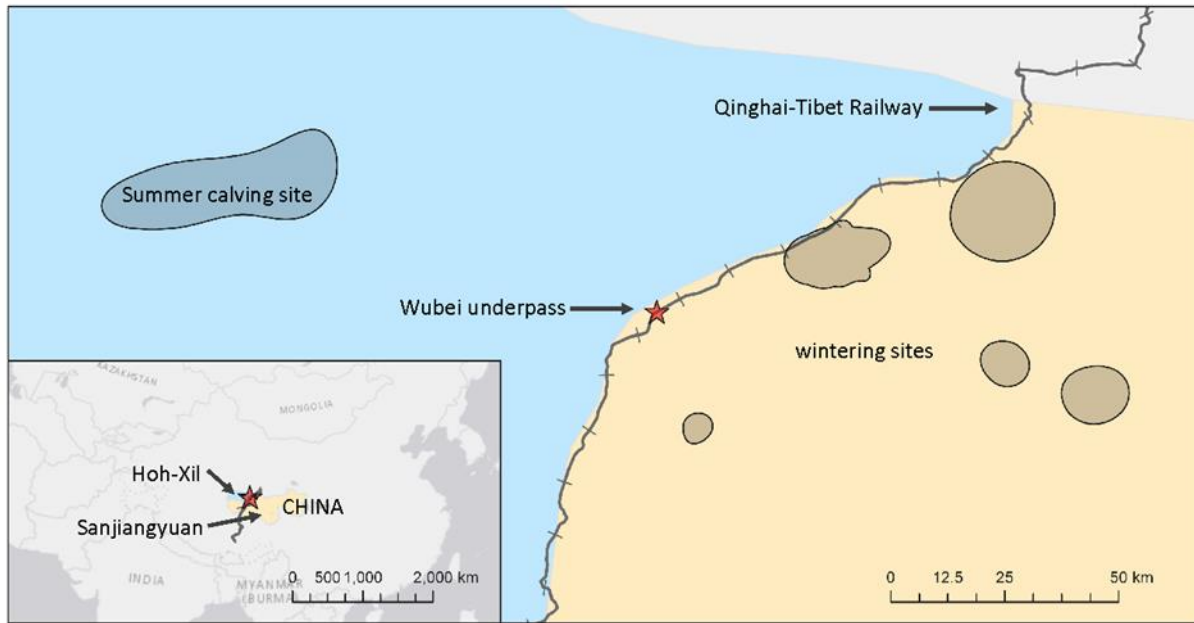 Qinghai-Tibet Railway
Summer calving site
Wubei underpass
wintering sites
KAZAKHSTAN
MONGOLIA
Hoh-Xil
CHINA
Sanjiangyuan
INDIA
MYANMAR
(BURMA)
0 500 1,000 2,000 km
0 12.5 25 50 km